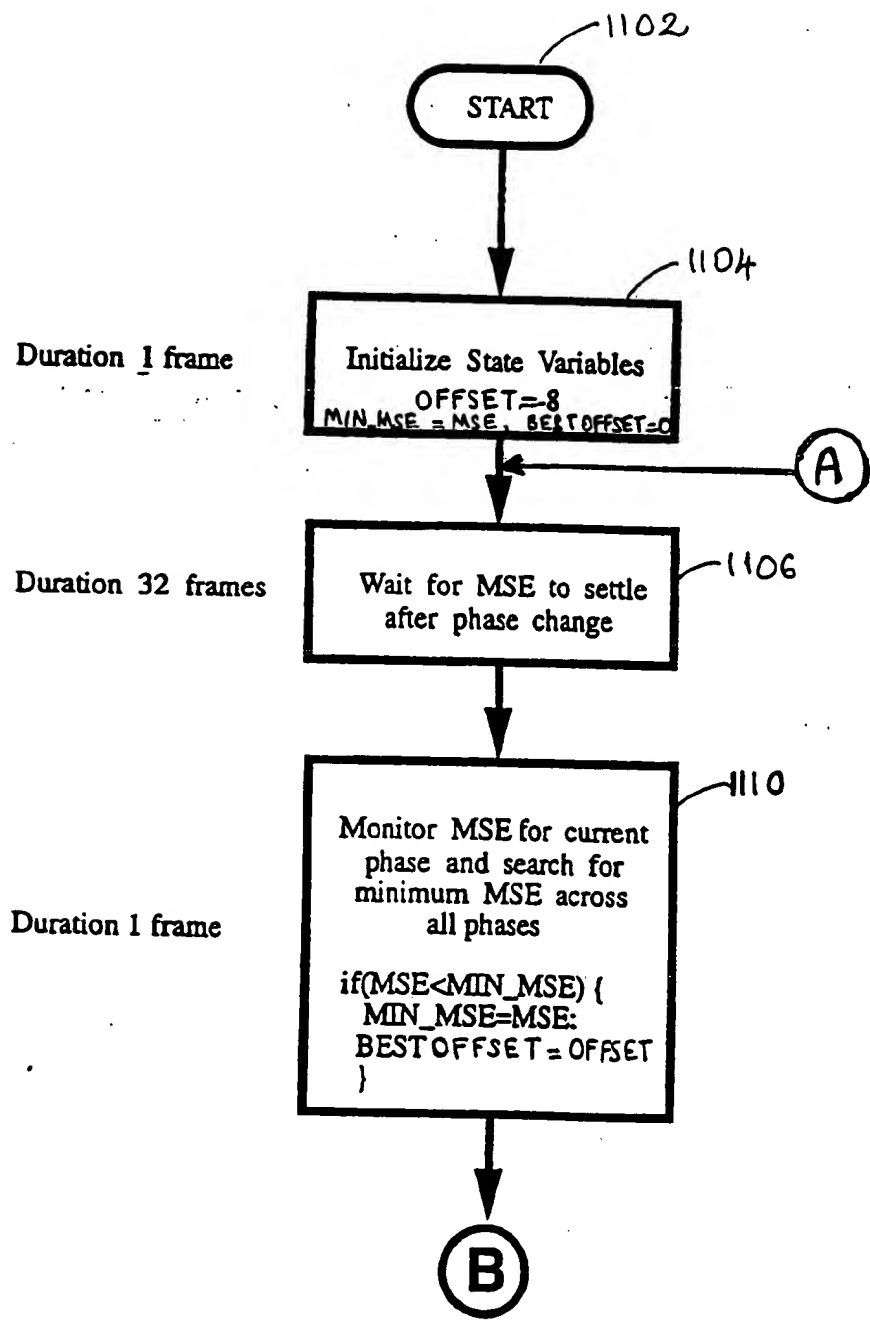 1102
START
1104
Duration 1 frame
Initialize State Variables
OFFSET=-8
MIN_MSE = MSE, BESTOFFSET=0
A
1106
Duration 32 frames
Wait for MSE to settle
after phase change
1110
Monitor MSE for current
phase and search for
minimum MSE across
all phases
Duration 1 frame
if(MSE<MIN_MSE) {
MIN_MSE=MSE:
BESTOFFSET = OFFSET
}
B